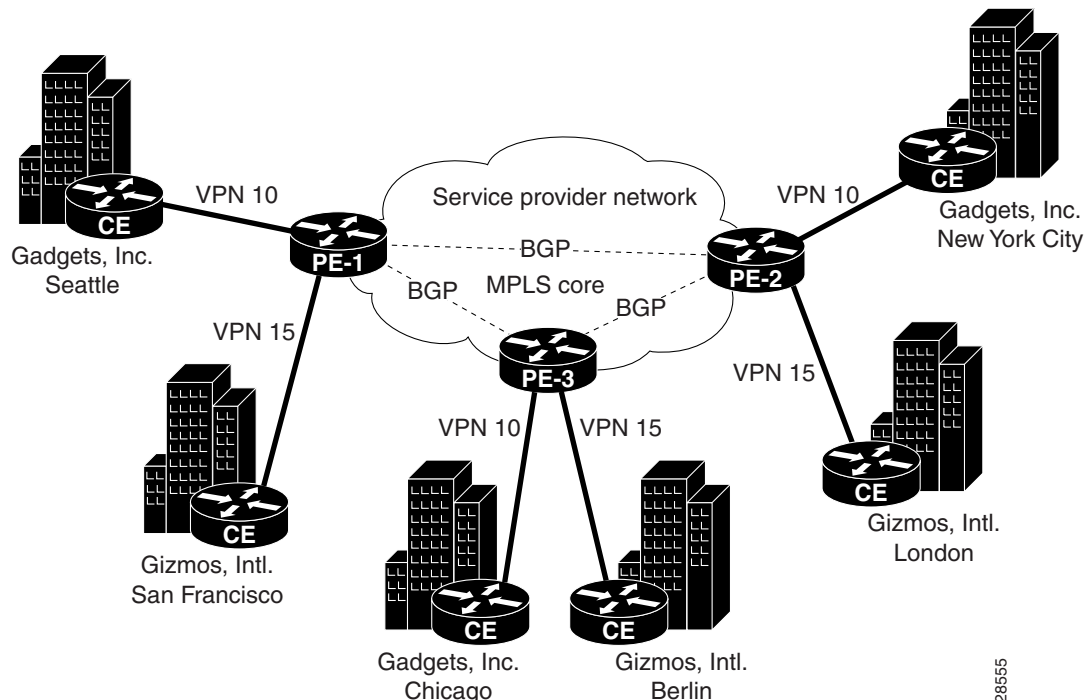 Service provider network
VPN 10
CE
Gadgets, Inc.
Seattle
PE-1
BGP
MPLS core
BGP
BGP
PE-2
VPN 10
CE
Gadgets, Inc.
New York City
VPN 15
CE
Gizmos, Intl.
San Francisco
PE-3
VPN 10
VPN 15
CE
Gadgets, Inc.
Chicago
CE
Gizmos, Intl.
Berlin
VPN 15
CE
Gizmos, Intl.
London
28555